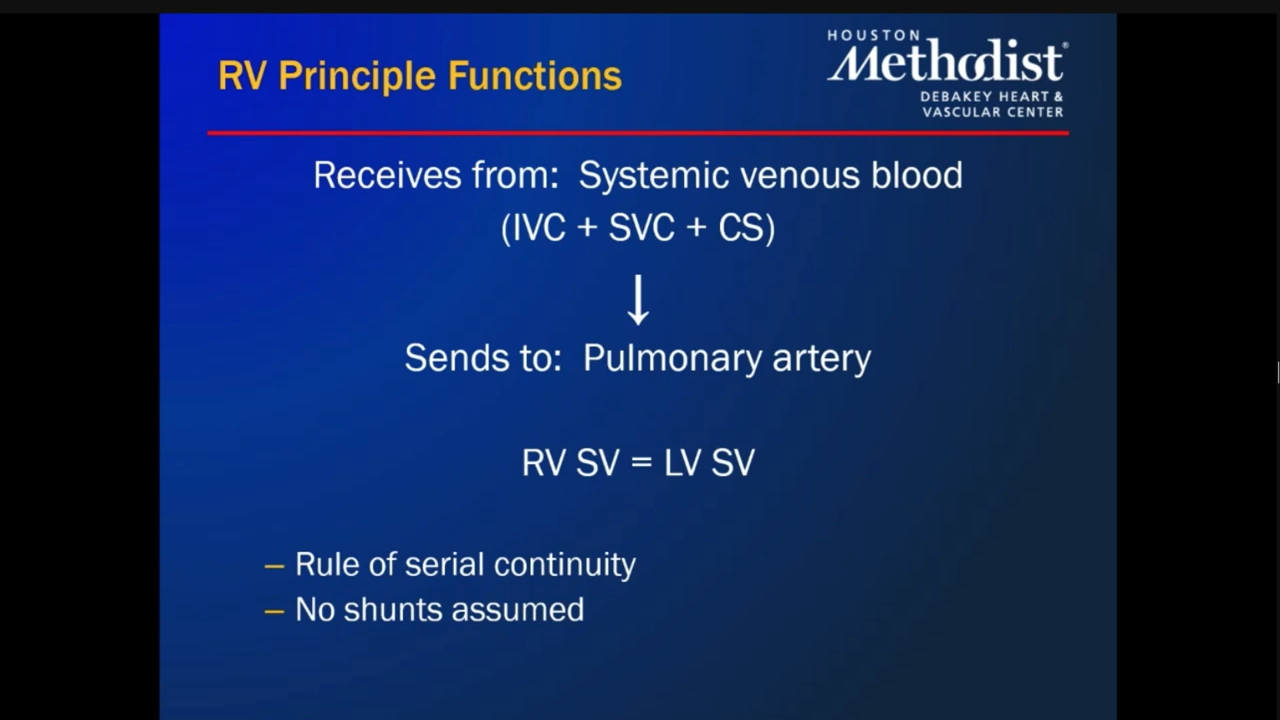 HOUSTON
Methodist®
DEBAKEY HEART &
VASCULAR CENTER
RV Principle Functions
Receives from: Systemic venous blood
(IVC + SVC + CS)
↓
Sends to: Pulmonary artery
RV SV = LV SV
– Rule of serial continuity
– No shunts assumed